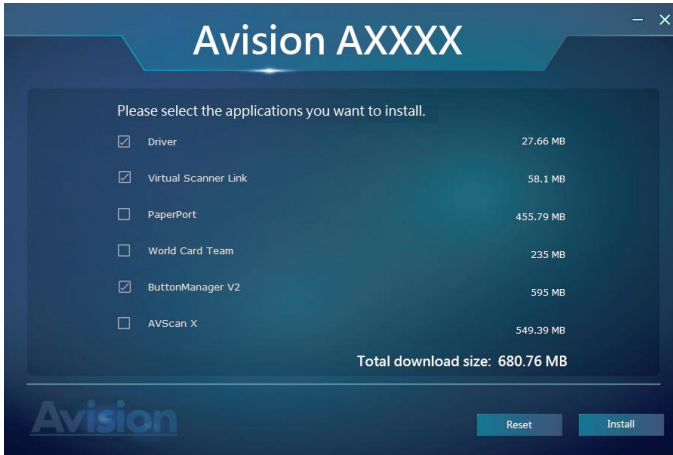 Avision AXXXX
Please select the applications you want to install.
Driver 27.66 MB
Virtual Scanner Link 58.1 MB
PaperPort 455.79 MB
World Card Team 235 MB
ButtonManager V2 595 MB
AVScan X 549.39 MB
Total download size: 680.76 MB
Avision
Reset Install